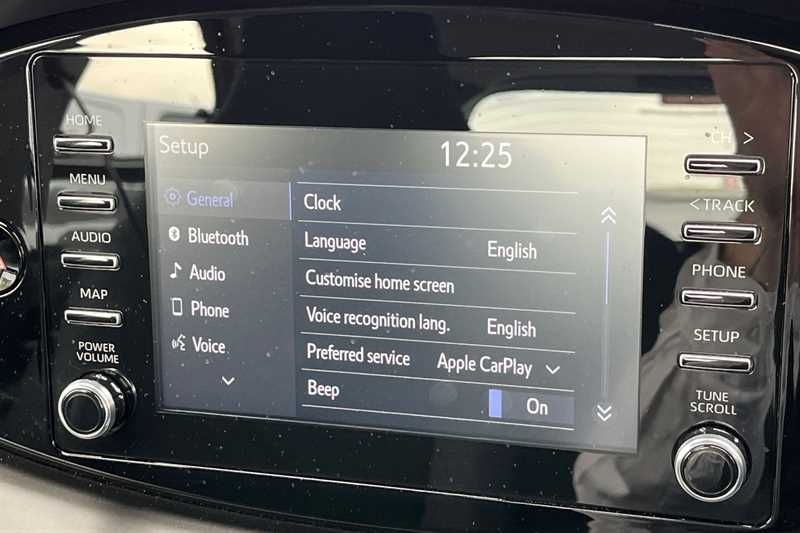 HOME
MENU
AUDIO
MAP
POWER
VOLUME
Setup 12:25
General
Bluetooth
Audio
Phone
Voice
Clock
Language English
Customise home screen
Voice recognition lang. English
Preferred service Apple CarPlay
Beep On
CH >
< TRACK
PHONE
SETUP
TUNE
SCROLL